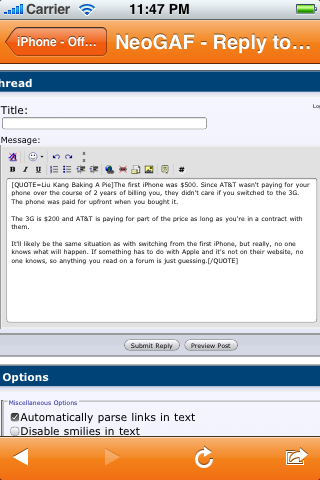 Carrier 11:47 PM
iPhone - Off... NeoGAF - Reply to...
hread
Lo
Title:
Message:
B I U #
[QUOTE=Liu Kang Baking A Pie]The first iPhone was $500. Since AT&T wasn't paying for your
phone over the course of 2 years of billing you, they didn't care if you switched to the 3G.
The phone was paid for upfront when you bought it.
The 3G is $200 and AT&T is paying for part of the price as long as you're in a contract with
them.
It'll likely be the same situation as with switching from the first iPhone, but really, no one
knows what will happen. If something has to do with Apple and it's not on their website, no
one knows, so anything you read on a forum is just guessing.[/QUOTE]
Submit Reply Preview Post
Options
Miscellaneous Options
Automatically parse links in text
Disable smilies in text